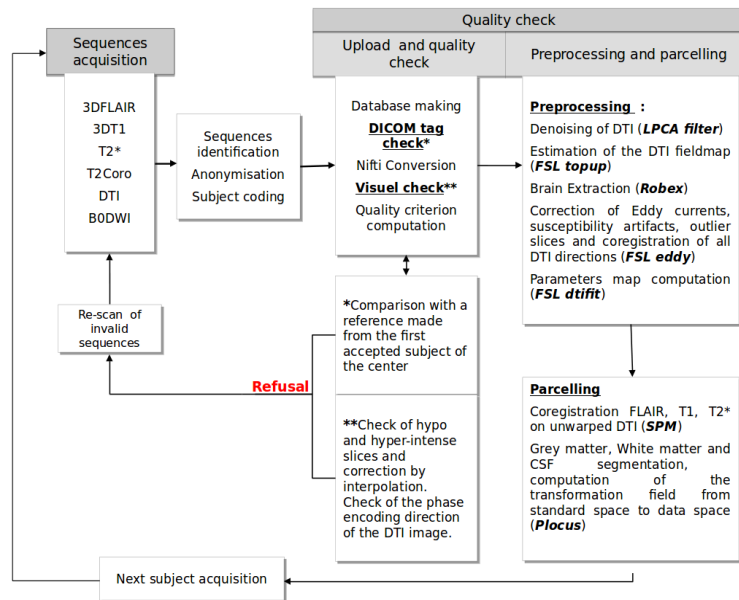 Quality check
Sequences
acquisition
Upload and quality
check
Preprocessing and parcelling
3DFLAIR
3DT1
T2*
T2Coro
DTI
B0DWI
Sequences
identification
Anonymisation
Subject coding
Database making
DICOM tag
check*
Nifti Conversion
Visuel check**
Quality criterion
computation
Preprocessing :
Denoising of DTI (LPCA filter)
Estimation of the DTI fieldmap
(FSL topup)
Brain Extraction (Robex)
Correction of Eddy currents,
susceptibility artifacts, outlier
slices and coregistration of all
DTI directions (FSL eddy)
Parameters map computation
(FSL dtifit)
Re-scan of
invalid
sequences
Refusal
*Comparison with a
reference made
from the first
accepted subject of
the center
**Check of hypo
and hyper-intense
slices and
correction by
interpolation.
Check of the phase
encoding direction
of the DTI image.
Parcelling
Coregistration FLAIR, T1, T2*
on unwarped DTI (SPM)
Grey matter, White matter and
CSF segmentation,
computation of the
transformation field from
standard space to data space
(Plocus)
Next subject acquisition